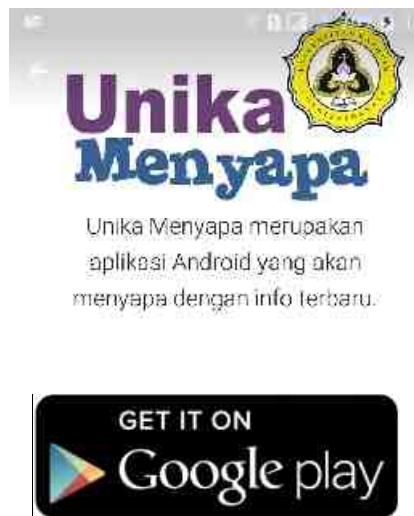 Unika
Menyapa
Unika Menyapa merupakan
aplikasi Android yang akan
menyapa dengan info terbaru.
GET IT ON
Google play